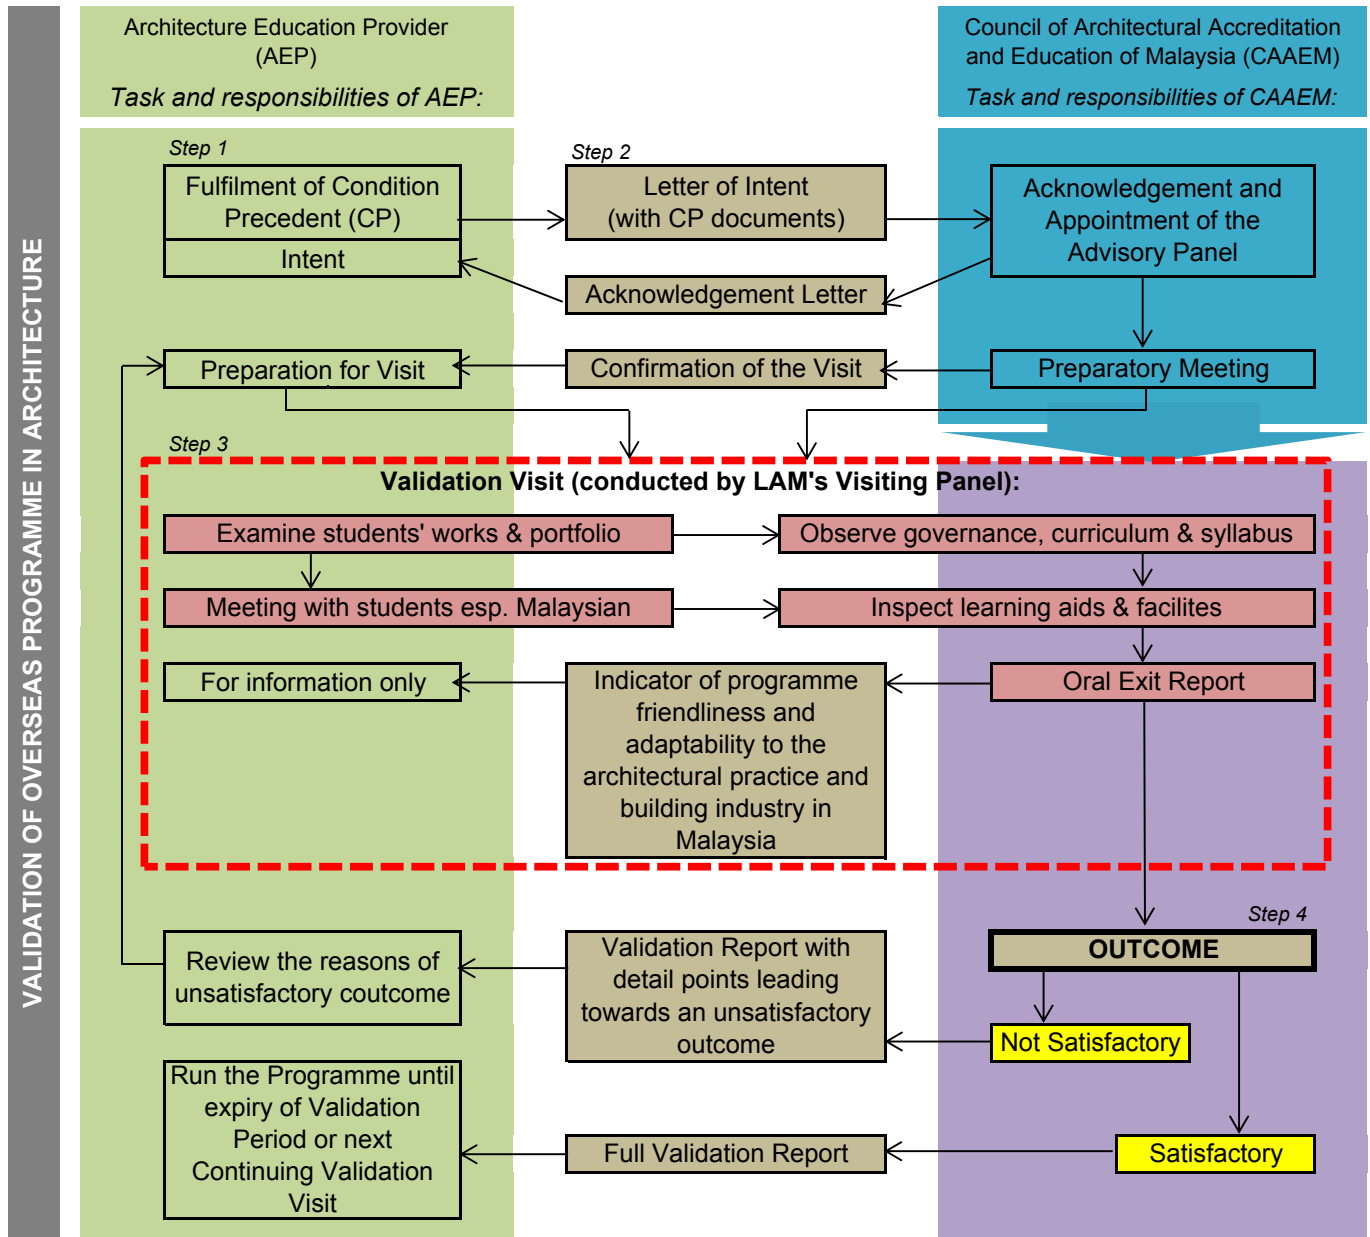 VALIDATION OF OVERSEAS PROGRAMME IN ARCHITECTURE
Architecture Education Provider
(AEP)
Task and responsibilities of AEP:
Council of Architectural Accreditation
and Education of Malaysia (CAAEM)
Task and responsibilities of CAAEM:
Step 1
Fulfilment of Condition
Precedent (CP)
Intent
Step 2
Letter of Intent
(with CP documents)
Acknowledgement and
Appointment of the
Advisory Panel
Acknowledgement Letter
Preparation for Visit
Confirmation of the Visit
Preparatory Meeting
Step 3
Validation Visit (conducted by LAM's Visiting Panel):
Examine students' works & portfolio
Observe governance, curriculum & syllabus
Meeting with students esp. Malaysian
Inspect learning aids & facilites
For information only
Indicator of programme
friendliness and
adaptability to the
architectural practice and
building industry in
Malaysia
Oral Exit Report
Step 4
OUTCOME
Review the reasons of
unsatisfactory coutcome
Validation Report with
detail points leading
towards an unsatisfactory
outcome
Not Satisfactory
Run the Programme until
expiry of Validation
Period or next
Continuing Validation
Visit
Full Validation Report
Satisfactory